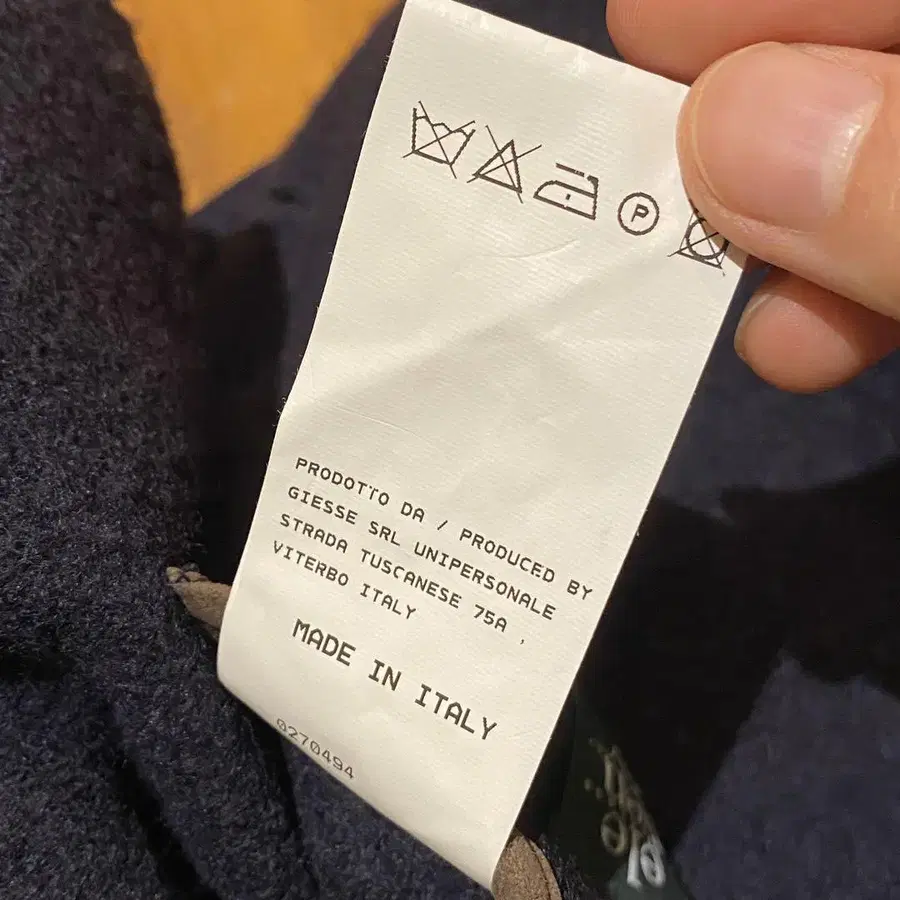 P
PRODOTTO DA / PRODUCED BY
GIESSE SRL UNIPERSONALE
STRADA TUSCANESE 75A ,
VITERBO ITALY
MADE IN ITALY
0270494